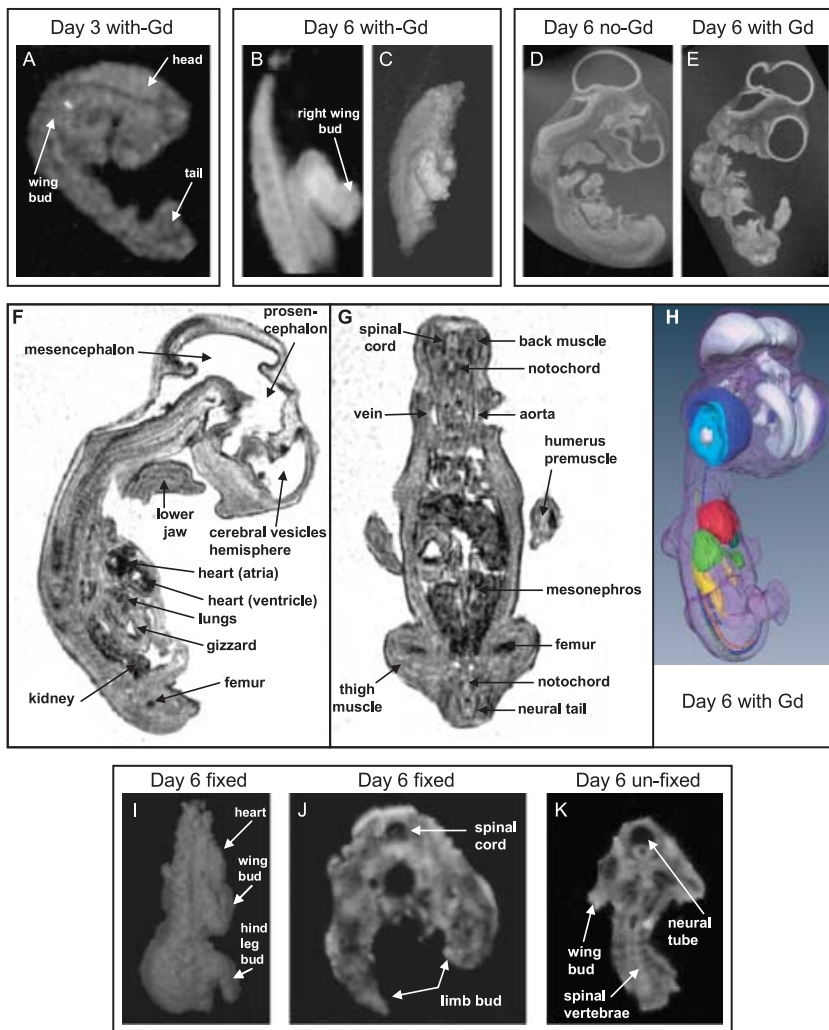 Day 3 with-Gd
A
head
wing
bud
tail
Day 6 with-Gd
B
C
right wing
bud
Day 6 no-Gd
Day 6 with Gd
D
E
F
prosen-
cephalon
mesencephalon
lower
jaw
cerebral vesicles
hemisphere
heart (atria)
heart (ventricle)
lungs
gizzard
kidney
femur
G
spinal
cord
back muscle
notochord
vein
aorta
humerus
premuscle
mesonephros
femur
thigh
muscle
notochord
neural tail
H
Day 6 with Gd
Day 6 fixed
I
heart
wing
bud
hind
leg
bud
Day 6 fixed
J
spinal
cord
limb bud
Day 6 un-fixed
K
neural
tube
wing
bud
spinal
vertebrae